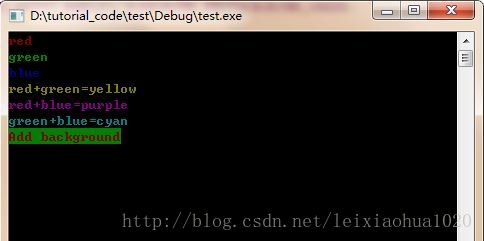 D:\tutorial_code\test\Debug\test.exe
red
green
blue
red+green=yellow
red+blue=purple
green+blue=cyan
Add background
http://blog.csdn.net/leixiaohua1020